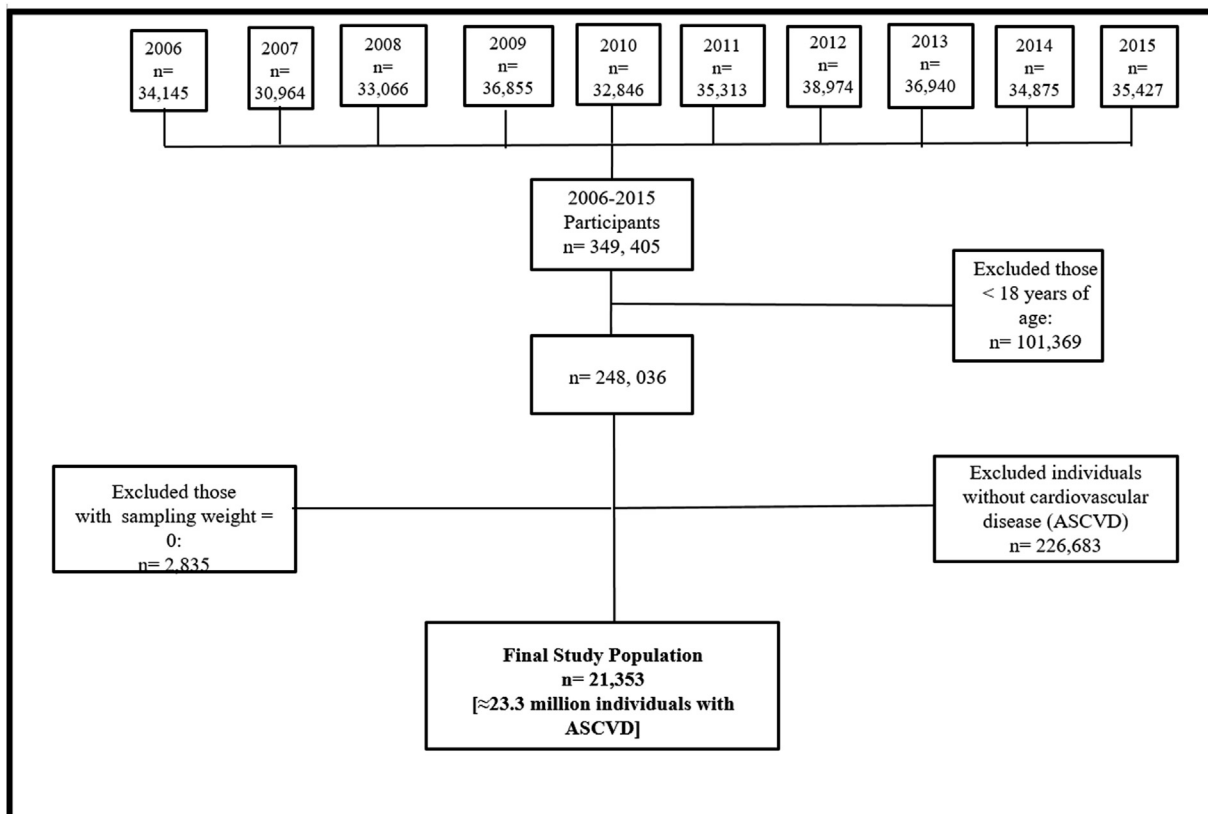 2006
n=
34,145
2007
n=
30,964
2008
n=
33,066
2009
n=
36,855
2010
n=
32,846
2011
n=
35,313
2012
n=
38,974
2013
n=
36,940
2014
n=
34,875
2015
n=
35,427
2006-2015
Participants
n= 349, 405
Excluded those
< 18 years of
age:
n= 101,369
n= 248, 036
Excluded those
with sampling weight =
0:
n= 2,835
Excluded individuals
without cardiovascular
disease (ASCVD)
n= 226,683
Final Study Population
n= 21,353
[≈23.3 million individuals with
ASCVD]